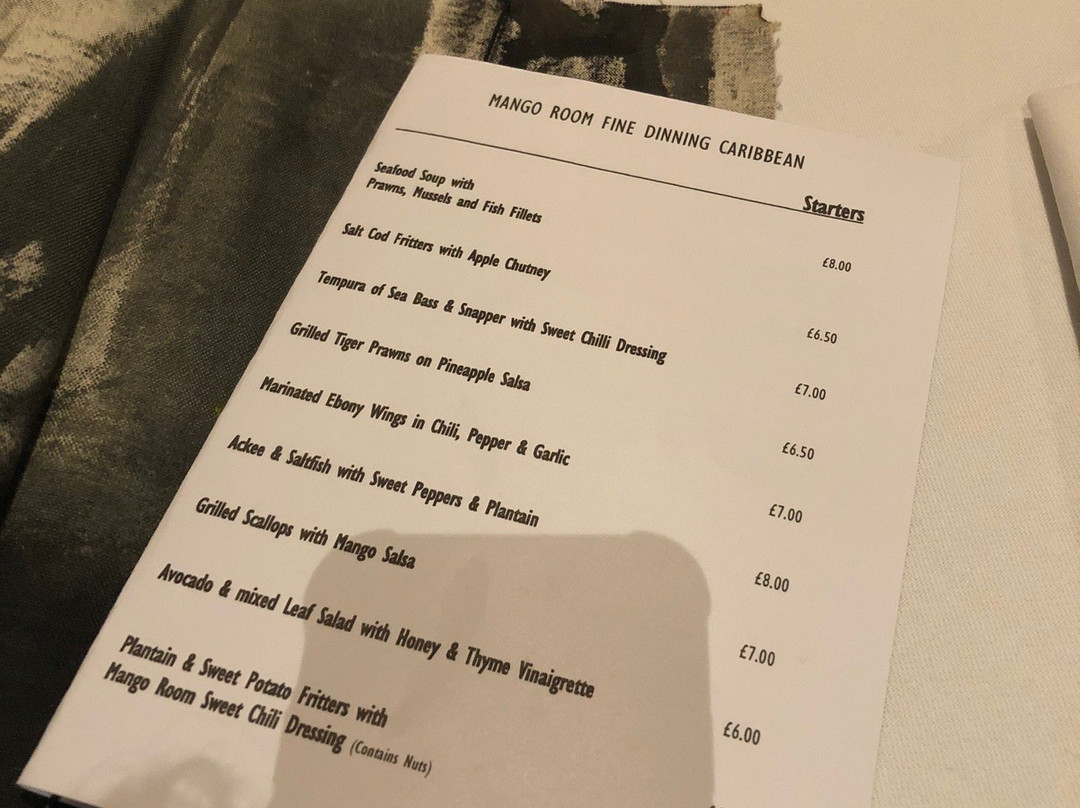 MANGO ROOM FINE DINNING CARIBBEAN
Starters
Seafood Soup with
Prawns, Mussels and Fish Fillets £8.00
Salt Cod Fritters with Apple Chutney £6.50
Tempura of Sea Bass & Snapper with Sweet Chilli Dressing £7.00
Grilled Tiger Prawns on Pineapple Salsa £6.50
Marinated Ebony Wings in Chili, Pepper & Garlic £7.00
Ackee & Saltfish with Sweet Peppers & Plantain £8.00
Grilled Scallops with Mango Salsa £7.00
Avocado & mixed Leaf Salad with Honey & Thyme Vinaigrette £6.00
Plantain & Sweet Potato Fritters with
Mango Room Sweet Chili Dressing (Contains Nuts)